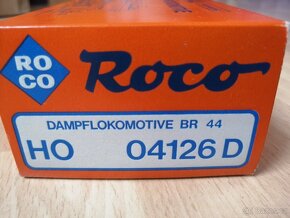 RO
CO
Roco
DAMPFLOKOMOTIVE BR 44
HO 04126 D